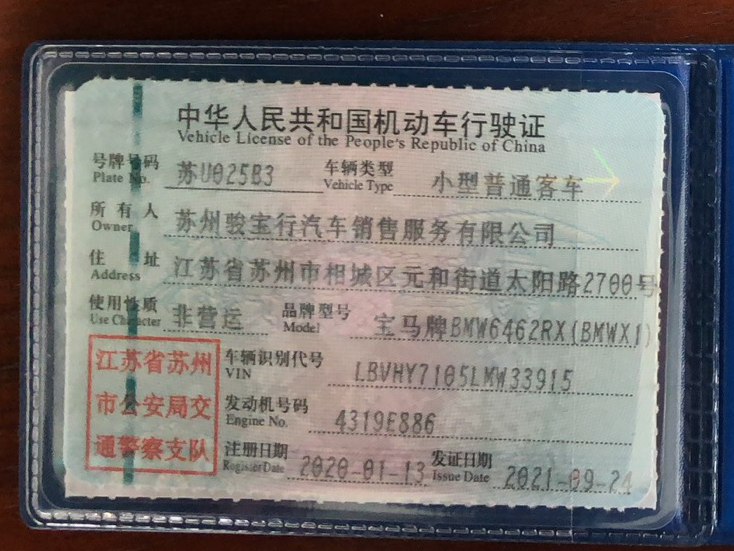 中华人民共和国机动车行驶证
Vehicle License of the People's Republic of China
号牌号码 苏U025B3 车辆类型 小型普通客车
Plate No. Vehicle Type
所有人 苏州骏宝行汽车销售服务有限公司
Owner
住址 江苏省苏州市相城区元和街道太阳路2700号
Address
使用性质 非营运 品牌型号 宝马牌BMW6462RX(BMWX1)
Use Character Model
江苏省苏州
市公安局交
通警察支队
车辆识别代号 LBVHY7105LMW33915
VIN
发动机号码 4319E886
Engine No.
注册日期 2020-01-13 发证日期 2021-09-24
Register Date Issue Date